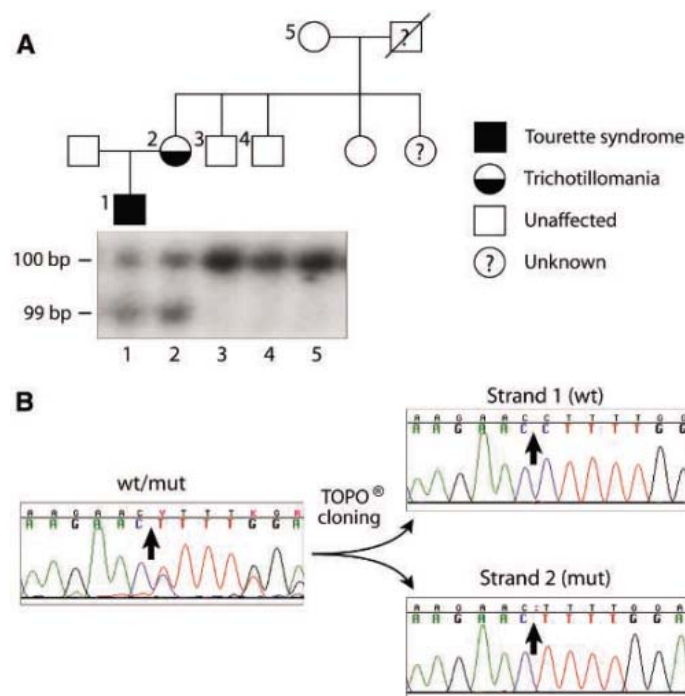 A
5
?
2
3
4
?
1
Tourette syndrome
Trichotillomania
Unaffected
? Unknown
100 bp
99 bp
1 2 3 4 5
B
Strand 1 (wt)
A A G A A C C T T T T G G
A A G A A C C T T T T G G
wt/mut
A A G A A C Y T T T K G R
A A G A A C T T T T G G A
TOPO ®
cloning
Strand 2 (mut)
A A G A A C : T T T T G G A
A A G A A C T T T T G G A